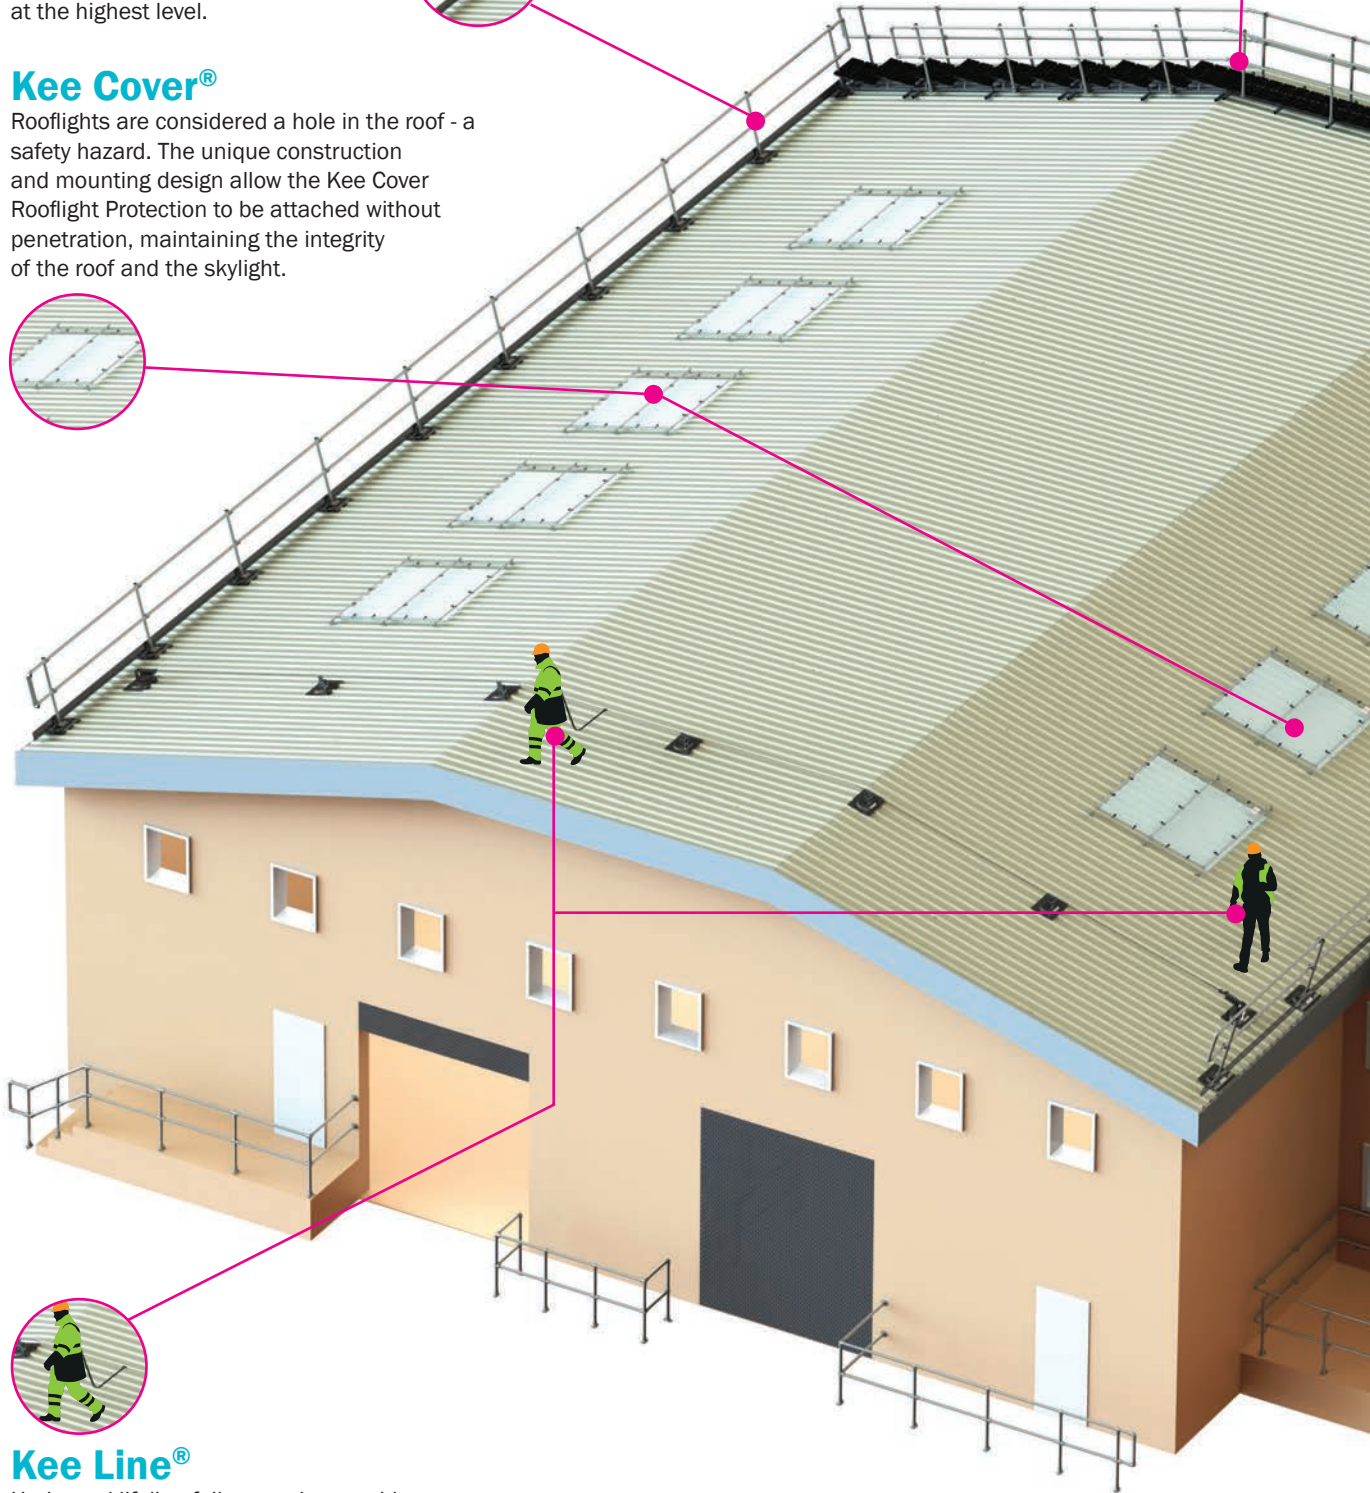 at the highest level.
Kee Cover®
Rooflights are considered a hole in the roof - a
safety hazard. The unique construction
and mounting design allow the Kee Cover
Rooflight Protection to be attached without
penetration, maintaining the integrity
of the roof and the skylight.
Kee Line®